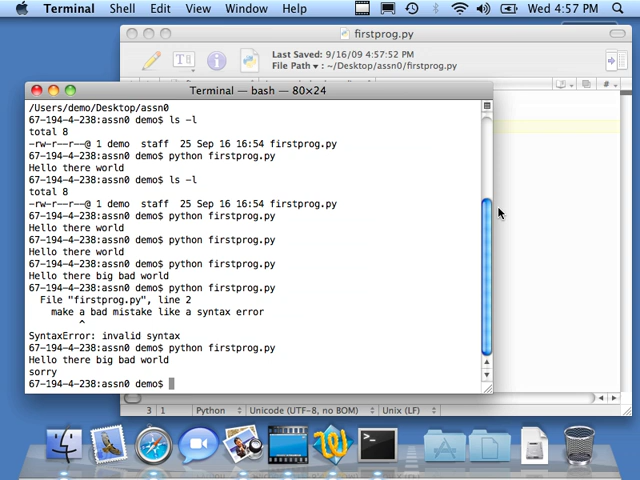 Terminal Shell Edit View Window Help Wed 4:57 PM
firstprog.py
Last Saved: 9/16/09 4:57:52 PM
File Path ▾: ~/Desktop/assn0/firstprog.py
Terminal — bash — 80×24
/Users/demo/Desktop/assn0
67-194-4-238:assn0 demo$ ls -l
total 8
-rw-r--r--@ 1 demo  staff  25 Sep 16 16:54 firstprog.py
67-194-4-238:assn0 demo$ python firstprog.py
Hello there world
67-194-4-238:assn0 demo$ ls -l
total 8
-rw-r--r--@ 1 demo  staff  25 Sep 16 16:54 firstprog.py
67-194-4-238:assn0 demo$ python firstprog.py
Hello there world
67-194-4-238:assn0 demo$ python firstprog.py
Hello there world
67-194-4-238:assn0 demo$ python firstprog.py
Hello there big bad world
67-194-4-238:assn0 demo$ python firstprog.py
  File "firstprog.py", line 2
    make a bad mistake like a syntax error
         ^
SyntaxError: invalid syntax
67-194-4-238:assn0 demo$ python firstprog.py
Hello there big bad world
sorry
67-194-4-238:assn0 demo$
3 1 Python Unicode (UTF-8, no BOM) Unix (LF)